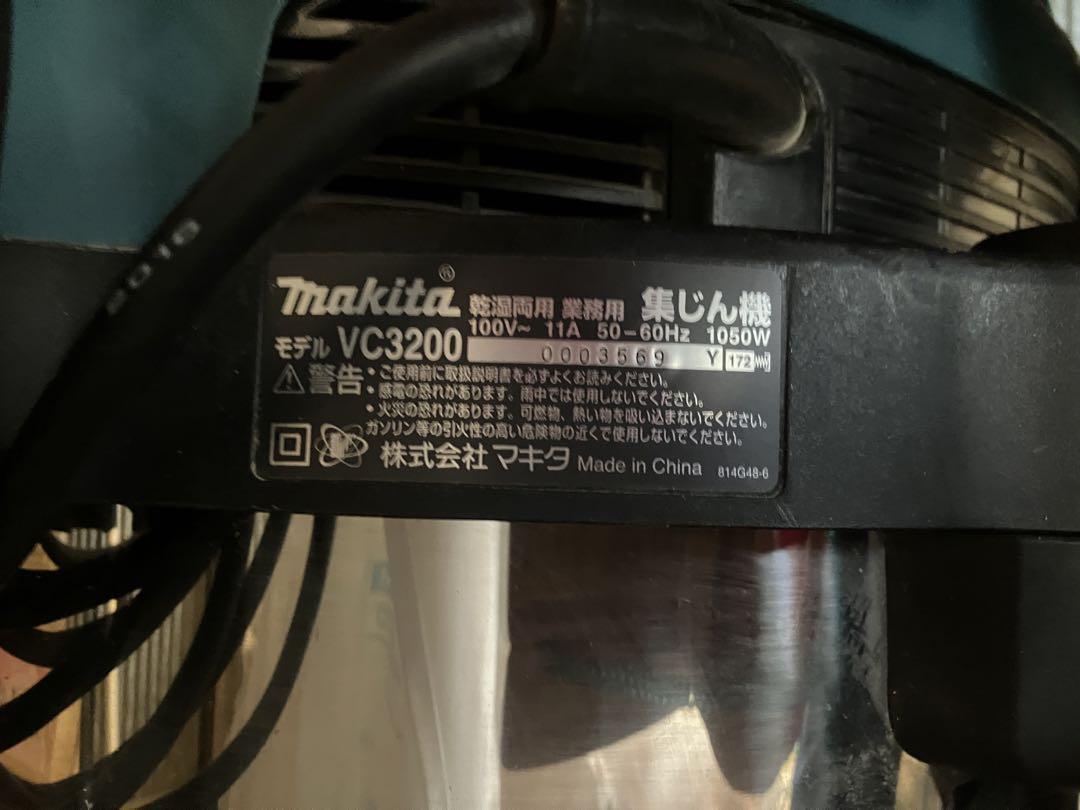 2016
makita® 乾湿両用 業務用 集じん機
100V~ 11A 50-60Hz 1050W
モデル VC3200 0003569 Y 172
警告 • ご使用前に取扱説明書を必ずよくお読みください。
• 感電の恐れがあります。雨中では使用しないでください。
• 火災の恐れがあります。可燃物、熱い物を吸い込まないでください。
ガソリン等の引火性の高い危険物の近くで使用しないでください。
株式会社 マキタ Made in China 814G48-6